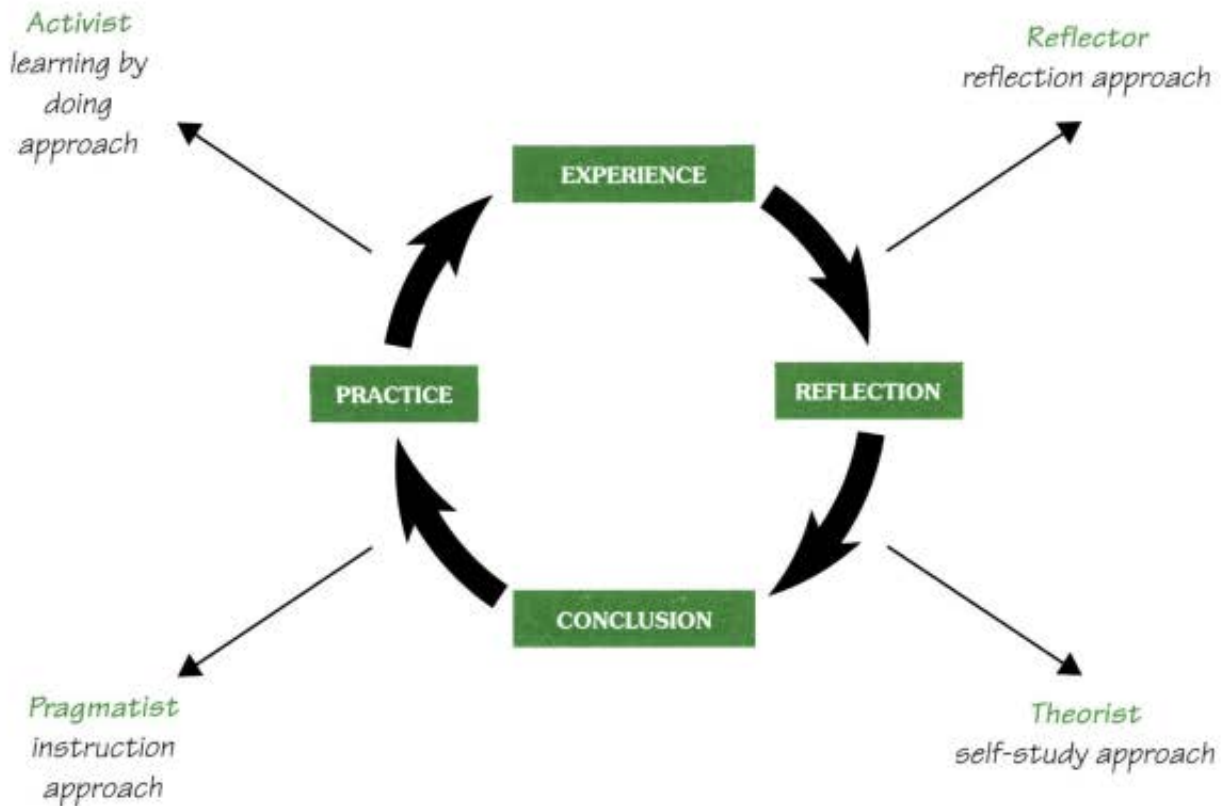 Activist
learning by
doing
approach
Reflector
reflection approach
EXPERIENCE
PRACTICE
REFLECTION
CONCLUSION
Pragmatist
instruction
approach
Theorist
self-study approach